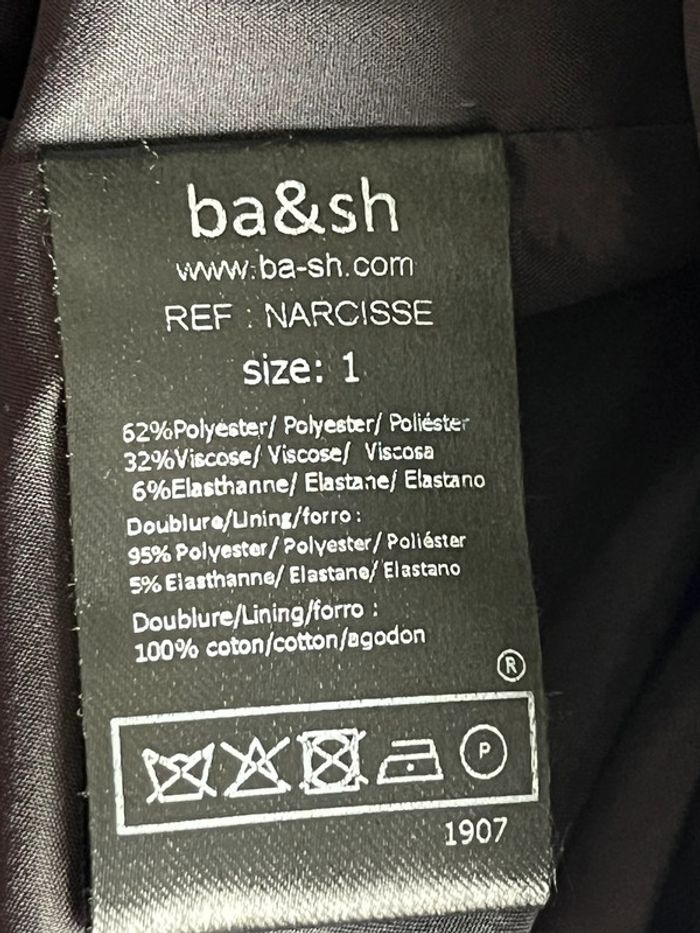 ba&sh
www.ba-sh.com
REF : NARCISSE
size: 1
62%Polyester/ Polyester/ Poliéster
32%Viscose/ Viscose/ Viscosa
6%Elasthanne/ Elastane/ Elastano
Doublure/Lining/forro :
95% Polyester/ Polyester/ Poliéster
5% Elasthanne/ Elastane/ Elastano
Doublure/Lining/forro :
100% coton/cotton/agodon
®
P
1907